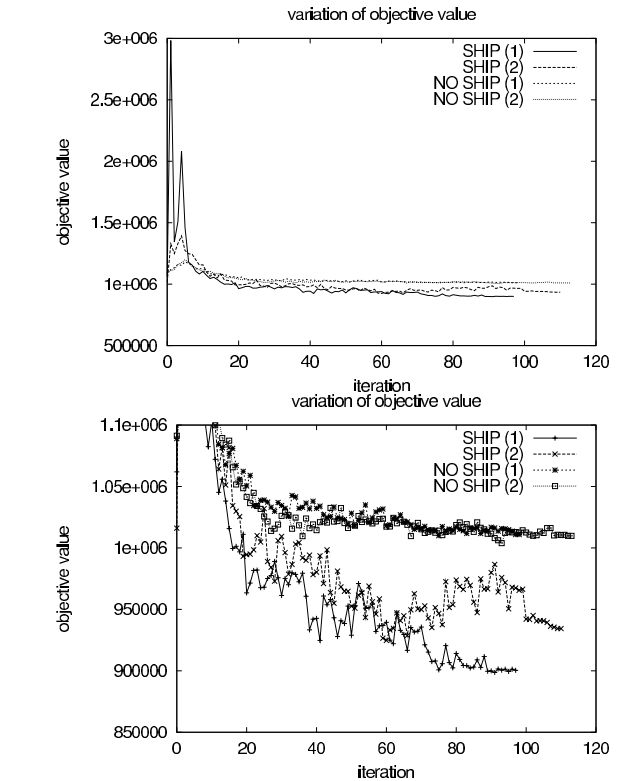 variation of objective value
3e+006
2.5e+006
2e+006
1.5e+006
1e+006
500000
objective value
SHIP (1)
SHIP (2)
NO SHIP (1)
NO SHIP (2)
0 20 40 60 80 100 120
iteration
variation of objective value
1.1e+006
1.05e+006
1e+006
950000
900000
850000
objective value
SHIP (1)
SHIP (2)
NO SHIP (1)
NO SHIP (2)
0 20 40 60 80 100 120
iteration